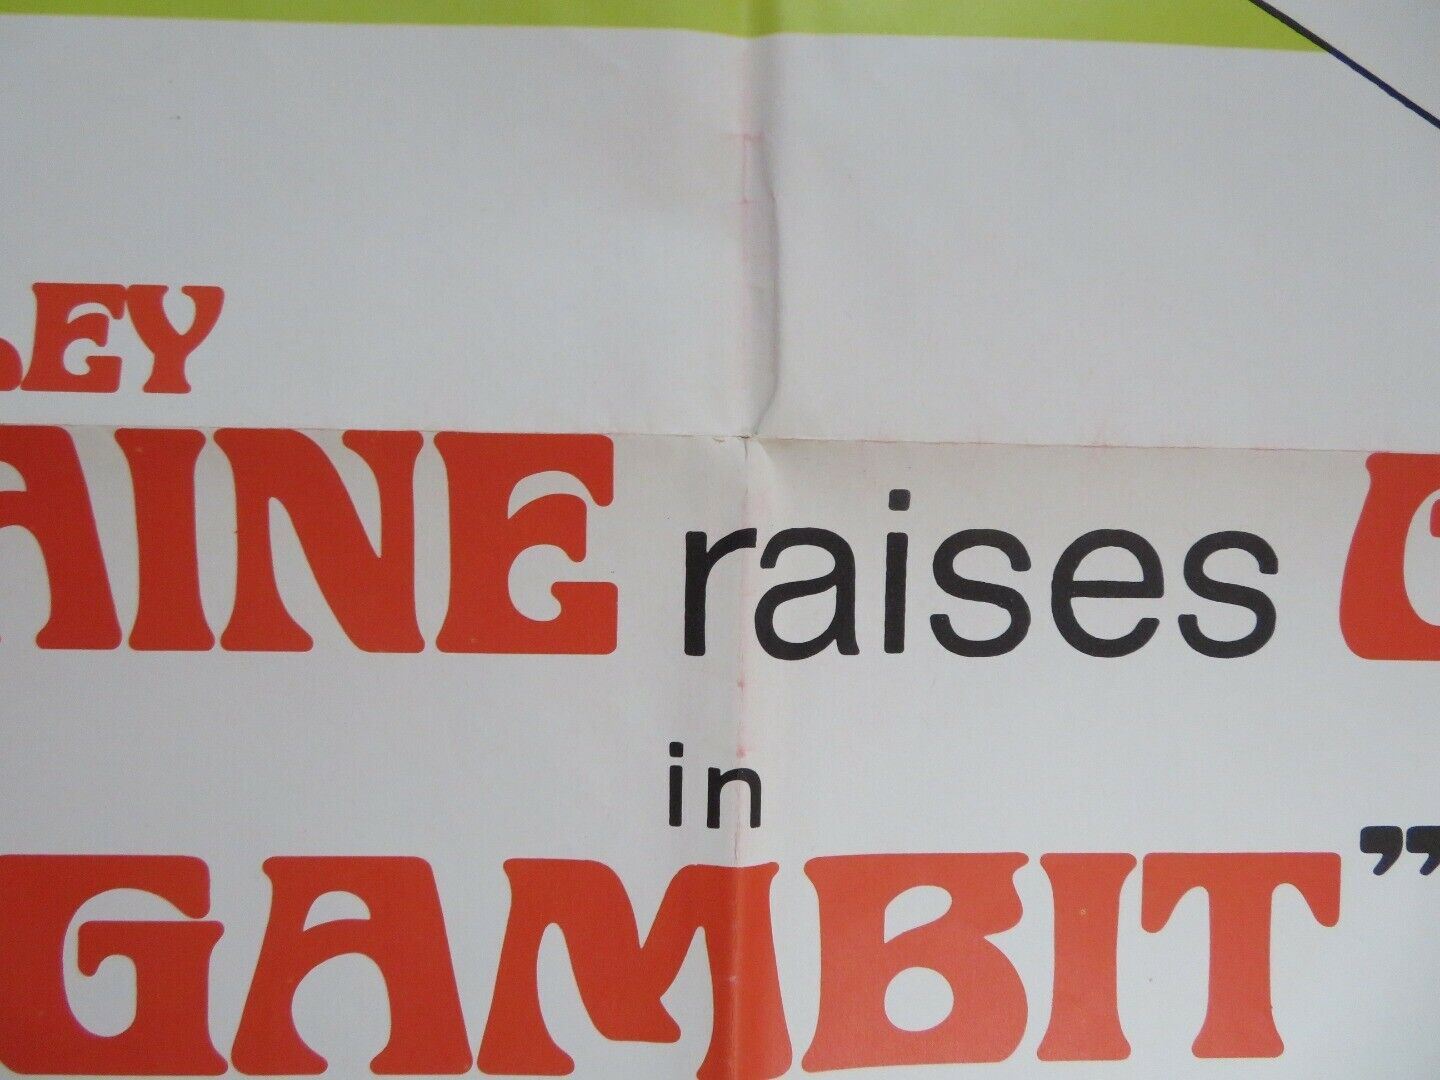 LEY
AINE raises
in
GAMBIT"